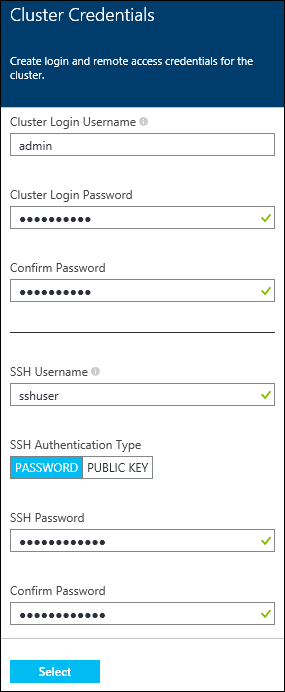 Cluster Credentials
Create login and remote access credentials for the
cluster.
Cluster Login Username
admin
Cluster Login Password
●●●●●●●●●●
Confirm Password
●●●●●●●●●●
SSH Username
sshuser
SSH Authentication Type
PASSWORD PUBLIC KEY
SSH Password
●●●●●●●●●●●●
Confirm Password
●●●●●●●●●●●●
Select